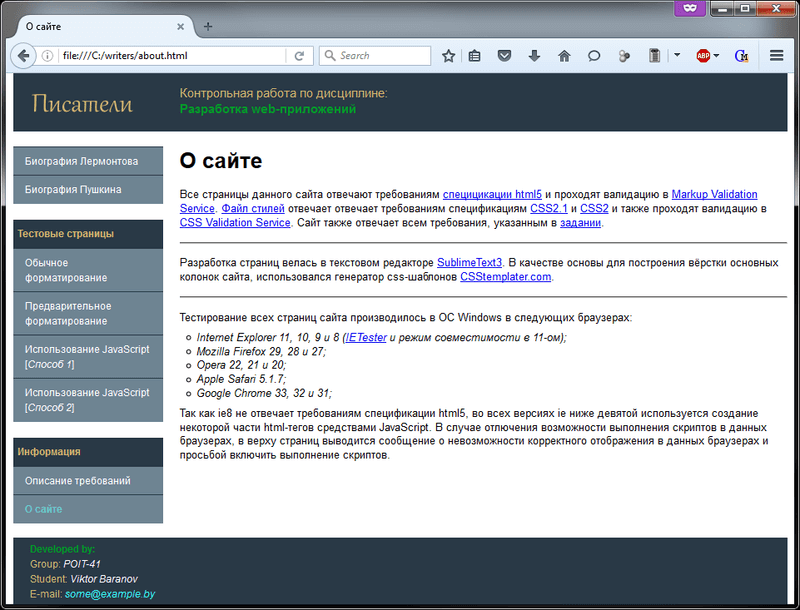 О сайте
file:///C:/writers/about.html
Search
ABP
Писатели
Контрольная работа по дисциплине:
Разработка web-приложений
Биография Лермонтова
Биография Пушкина
Тестовые страницы
Обычное
форматирование
Предварительное
форматирование
Использование JavaScript
[Способ 1]
Использование JavaScript
[Способ 2]
Информация
Описание требований
О сайте
О сайте
Все страницы данного сайта отвечают требованиям специцикации html5 и проходят валидацию в Markup Validation
Service. Файл стилей отвечает отвечает требованиям спецификациям CSS2.1 и CSS2 и также проходят валидацию в
CSS Validation Service. Сайт также отвечает всем требования, указанным в задании.
Разработка страниц велась в текстовом редакторе SublimeText3. В качестве основы для построения вёрстки основных
колонок сайта, использовался генератор css-шаблонов CSStemplater.com.
Тестирование всех страниц сайта производилось в ОС Windows в следующих браузерах:
Internet Explorer 11, 10, 9 и 8 (IETester и режим совместимости в 11-ом);
Mozilla Firefox 29, 28 и 27;
Opera 22, 21 и 20;
Apple Safari 5.1.7;
Google Chrome 33, 32 и 31;
Так как ie8 не отвечает требованиям спецификации html5, во всех версиях ie ниже девятой используется создание
некоторой части html-тегов средствами JavaScript. В случае отлючения возможности выполнения скриптов в данных
браузерах, в верху страниц выводится сообщение о невозможности корректного отображения в данных браузерах и
просьбой включить выполнение скриптов.
Developed by:
Group: POIT-41
Student: Viktor Baranov
E-mail: some@example.by